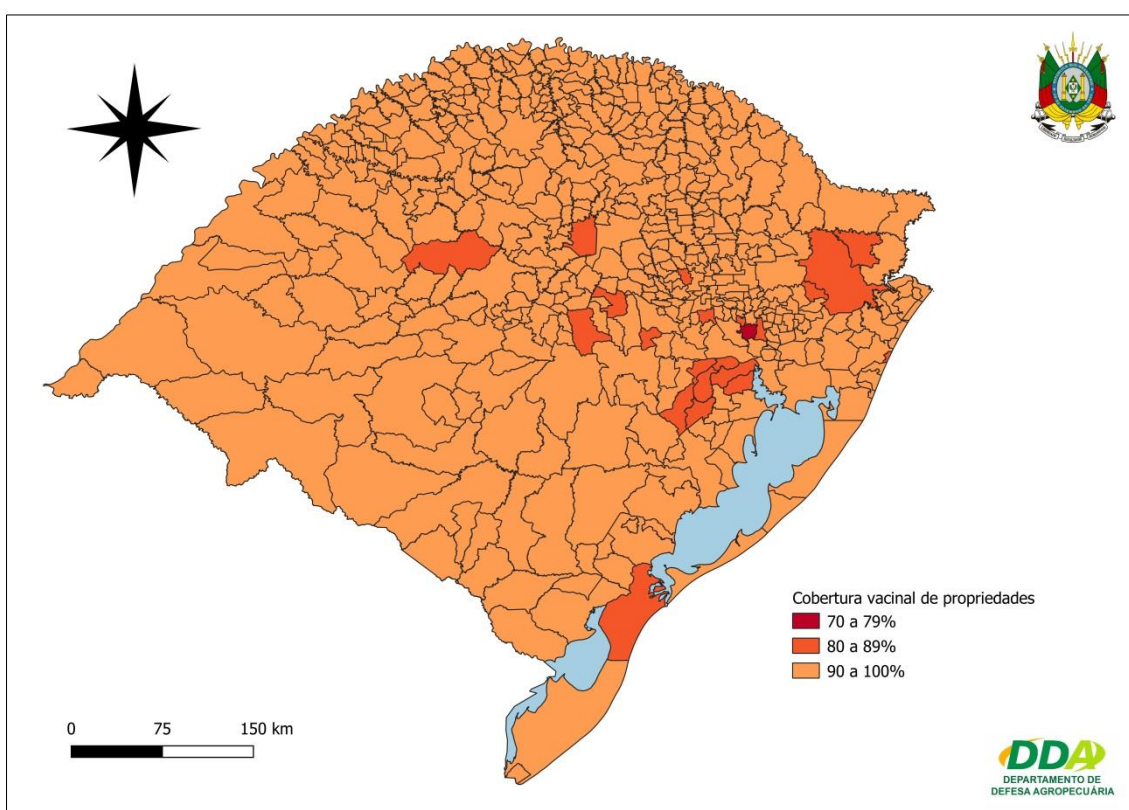 Cobertura vacinal de propriedades
70 a 79%
80 a 89%
90 a 100%
0 75 150 km
DDA
DEPARTAMENTO DE
DEFESA AGROPECUÁRIA